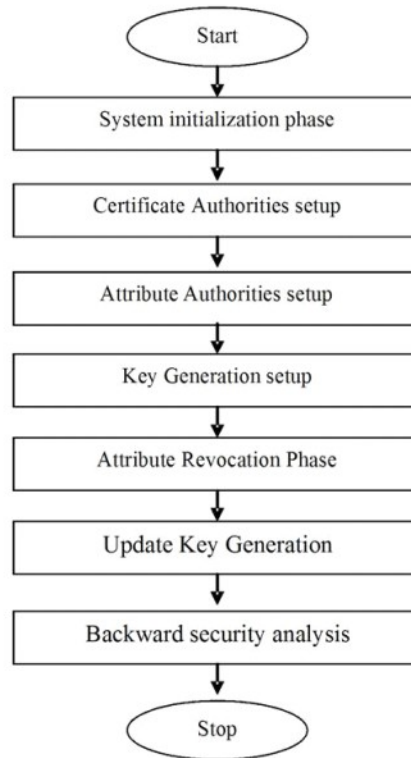 Start
System initialization phase
Certificate Authorities setup
Attribute Authorities setup
Key Generation setup
Attribute Revocation Phase
Update Key Generation
Backward security analysis
Stop